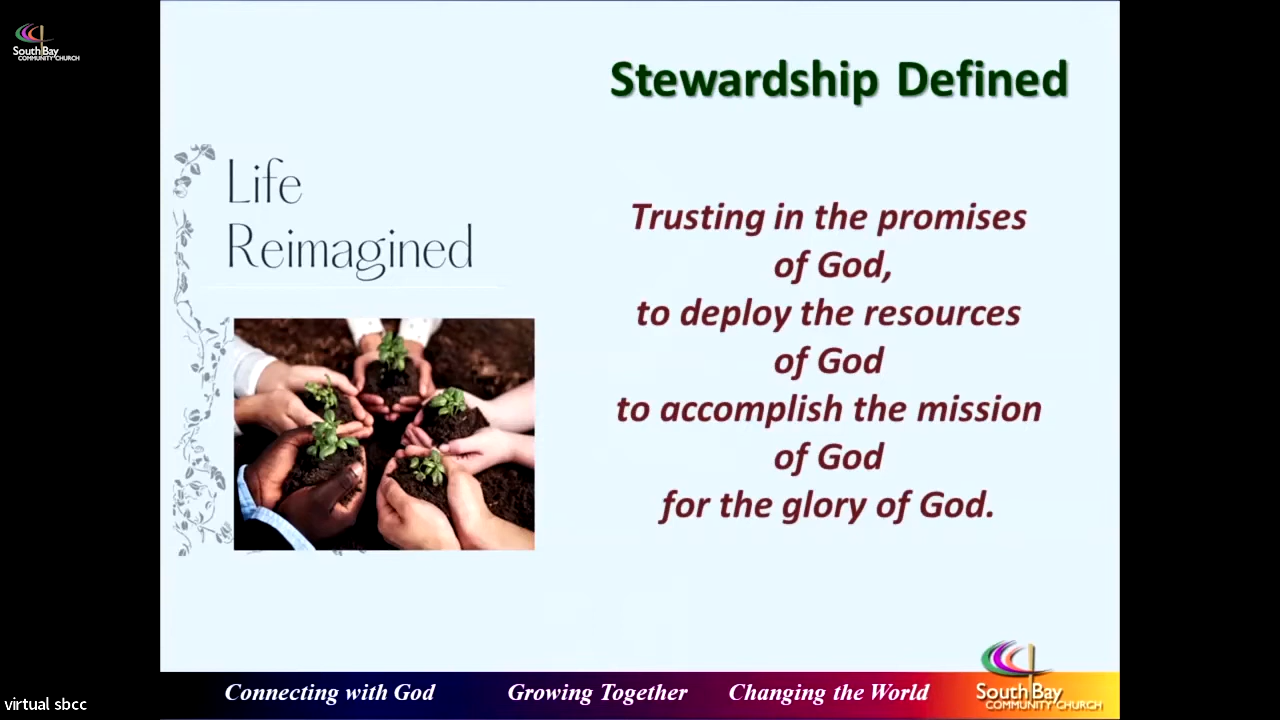 South Bay
COMMUNITY CHURCH
Stewardship Defined
Life
Reimagined
Trusting in the promises
of God,
to deploy the resources
of God
to accomplish the mission
of God
for the glory of God.
Connecting with God Growing Together Changing the World
South Bay
COMMUNITY CHURCH
virtual sbcc